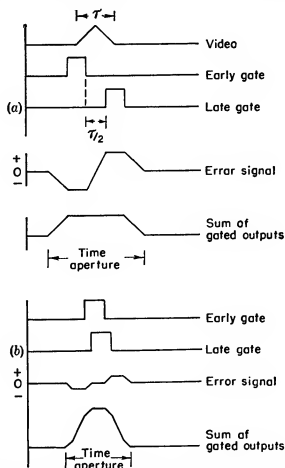 τ
Video
Early gate
(a)
Late gate
τ/2
+
0
−
Error signal
Sum of
gated outputs
Time
aperture
Early gate
(b)
Late gate
+
0
−
Error signal
Sum of
gated outputs
Time
aperture